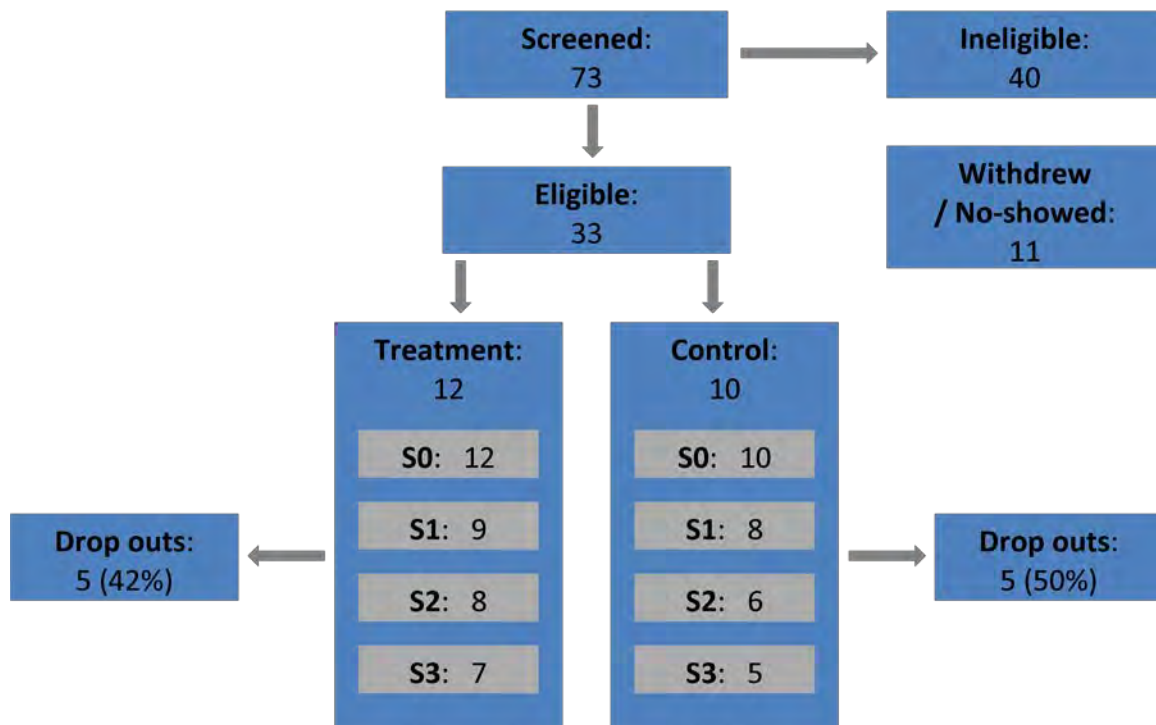 Screened:
73
Ineligible:
40
Eligible:
33
Withdrew
/ No-showed:
11
Treatment:
12
S0: 12
S1: 9
S2: 8
S3: 7
Control:
10
S0: 10
S1: 8
S2: 6
S3: 5
Drop outs:
5 (42%)
Drop outs:
5 (50%)